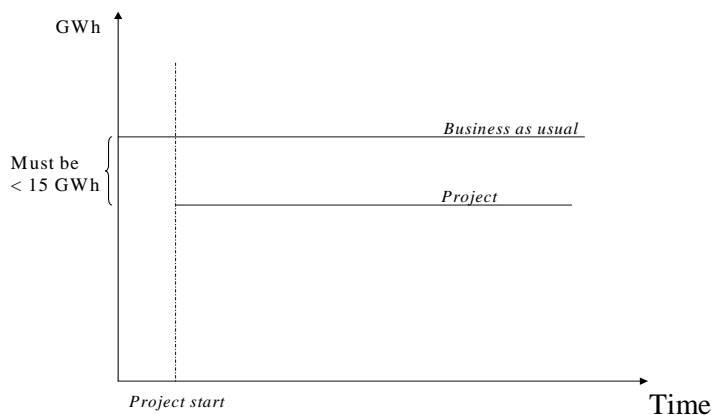 GWh
Business as usual
Must be
< 15 GWh
Project
Project start
Time